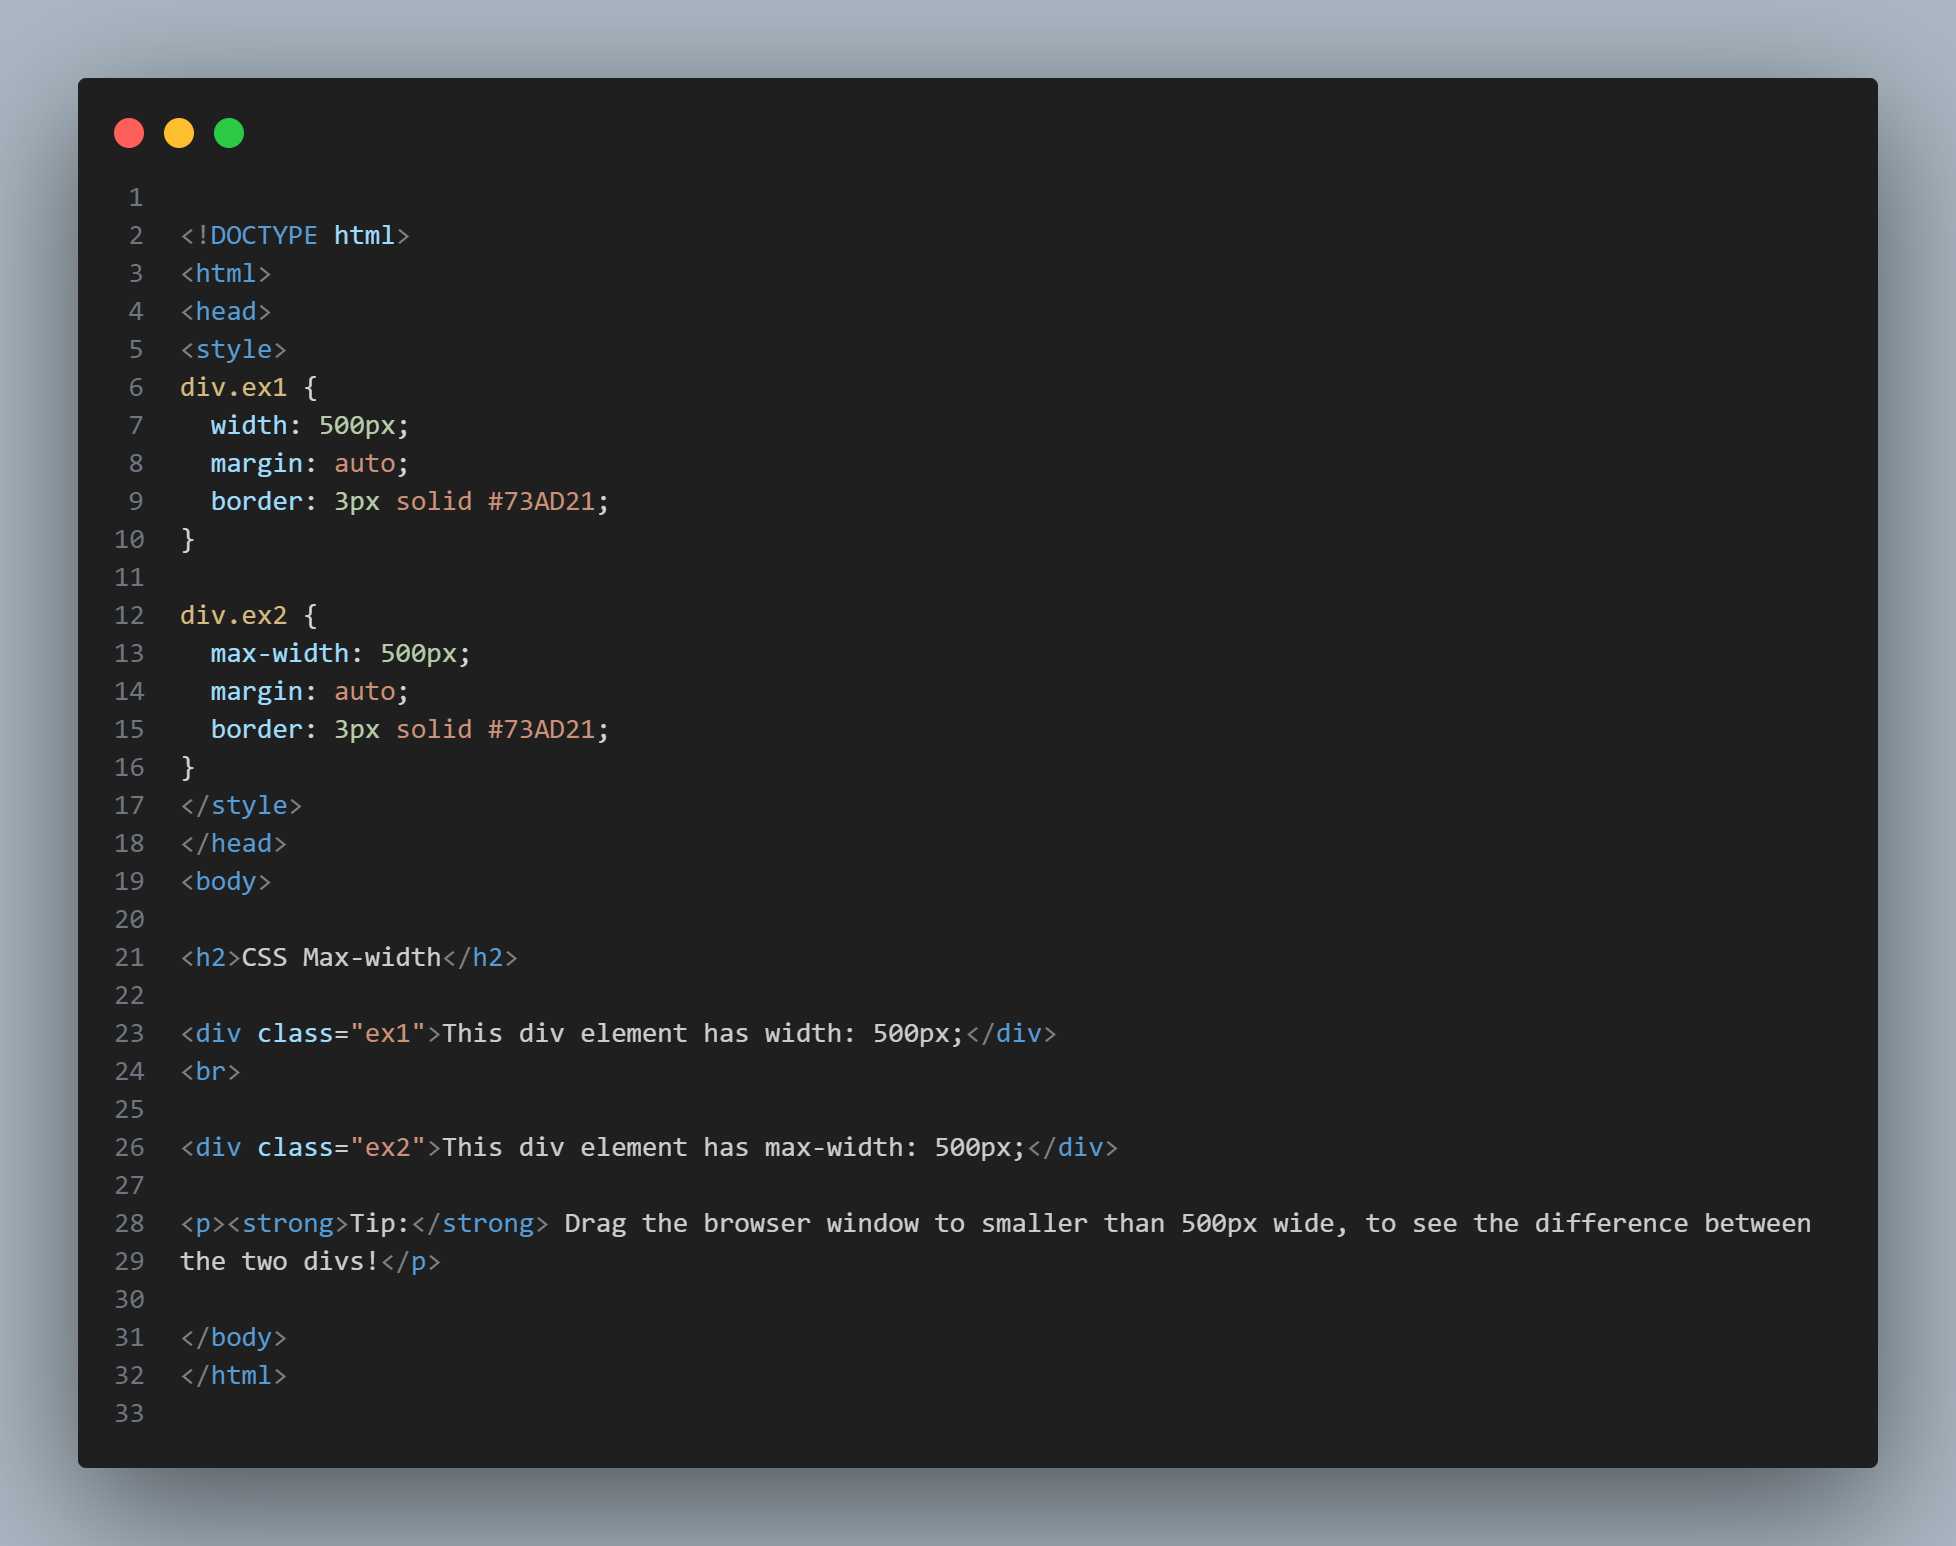 1
2 <!DOCTYPE html>
3 <html>
4 <head>
5 <style>
6 div.ex1 {
7   width: 500px;
8   margin: auto;
9   border: 3px solid #73AD21;
10 }
11
12 div.ex2 {
13   max-width: 500px;
14   margin: auto;
15   border: 3px solid #73AD21;
16 }
17 </style>
18 </head>
19 <body>
20
21 <h2>CSS Max-width</h2>
22
23 <div class="ex1">This div element has width: 500px;</div>
24 <br>
25
26 <div class="ex2">This div element has max-width: 500px;</div>
27
28 <p><strong>Tip:</strong> Drag the browser window to smaller than 500px wide, to see the difference between
29 the two divs!</p>
30
31 </body>
32 </html>
33